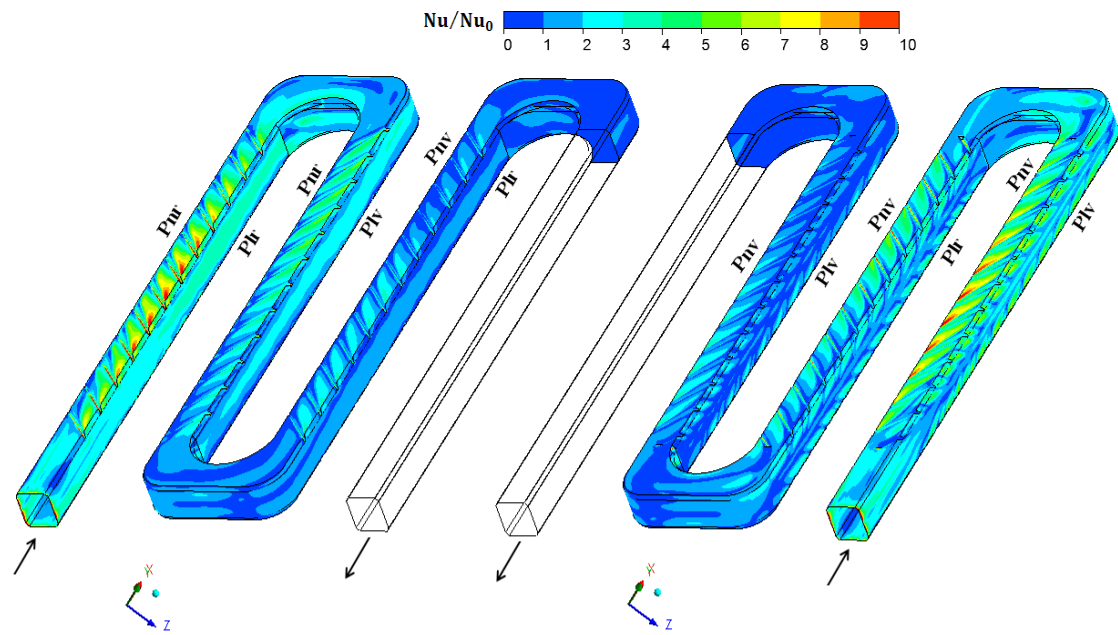 Nu/Nu₀
0 1 2 3 4 5 6 7 8 9 10
Pnr
Plr
Pnr
Plv
Pnv
Plr
Pnv
Plv
Pnv
Plr
Pnv
Plv
X
Y
Z
X
Y
Z